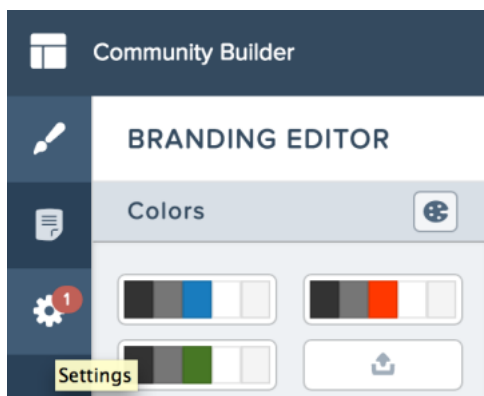 Community Builder
BRANDING EDITOR
Colors
1
Settings